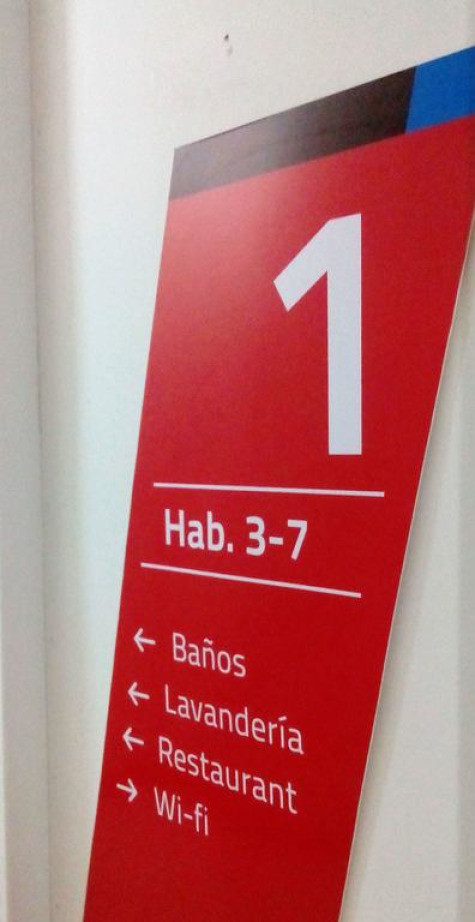 1
Hab. 3-7
← Baños
← Lavandería
← Restaurant
→ Wi-fi